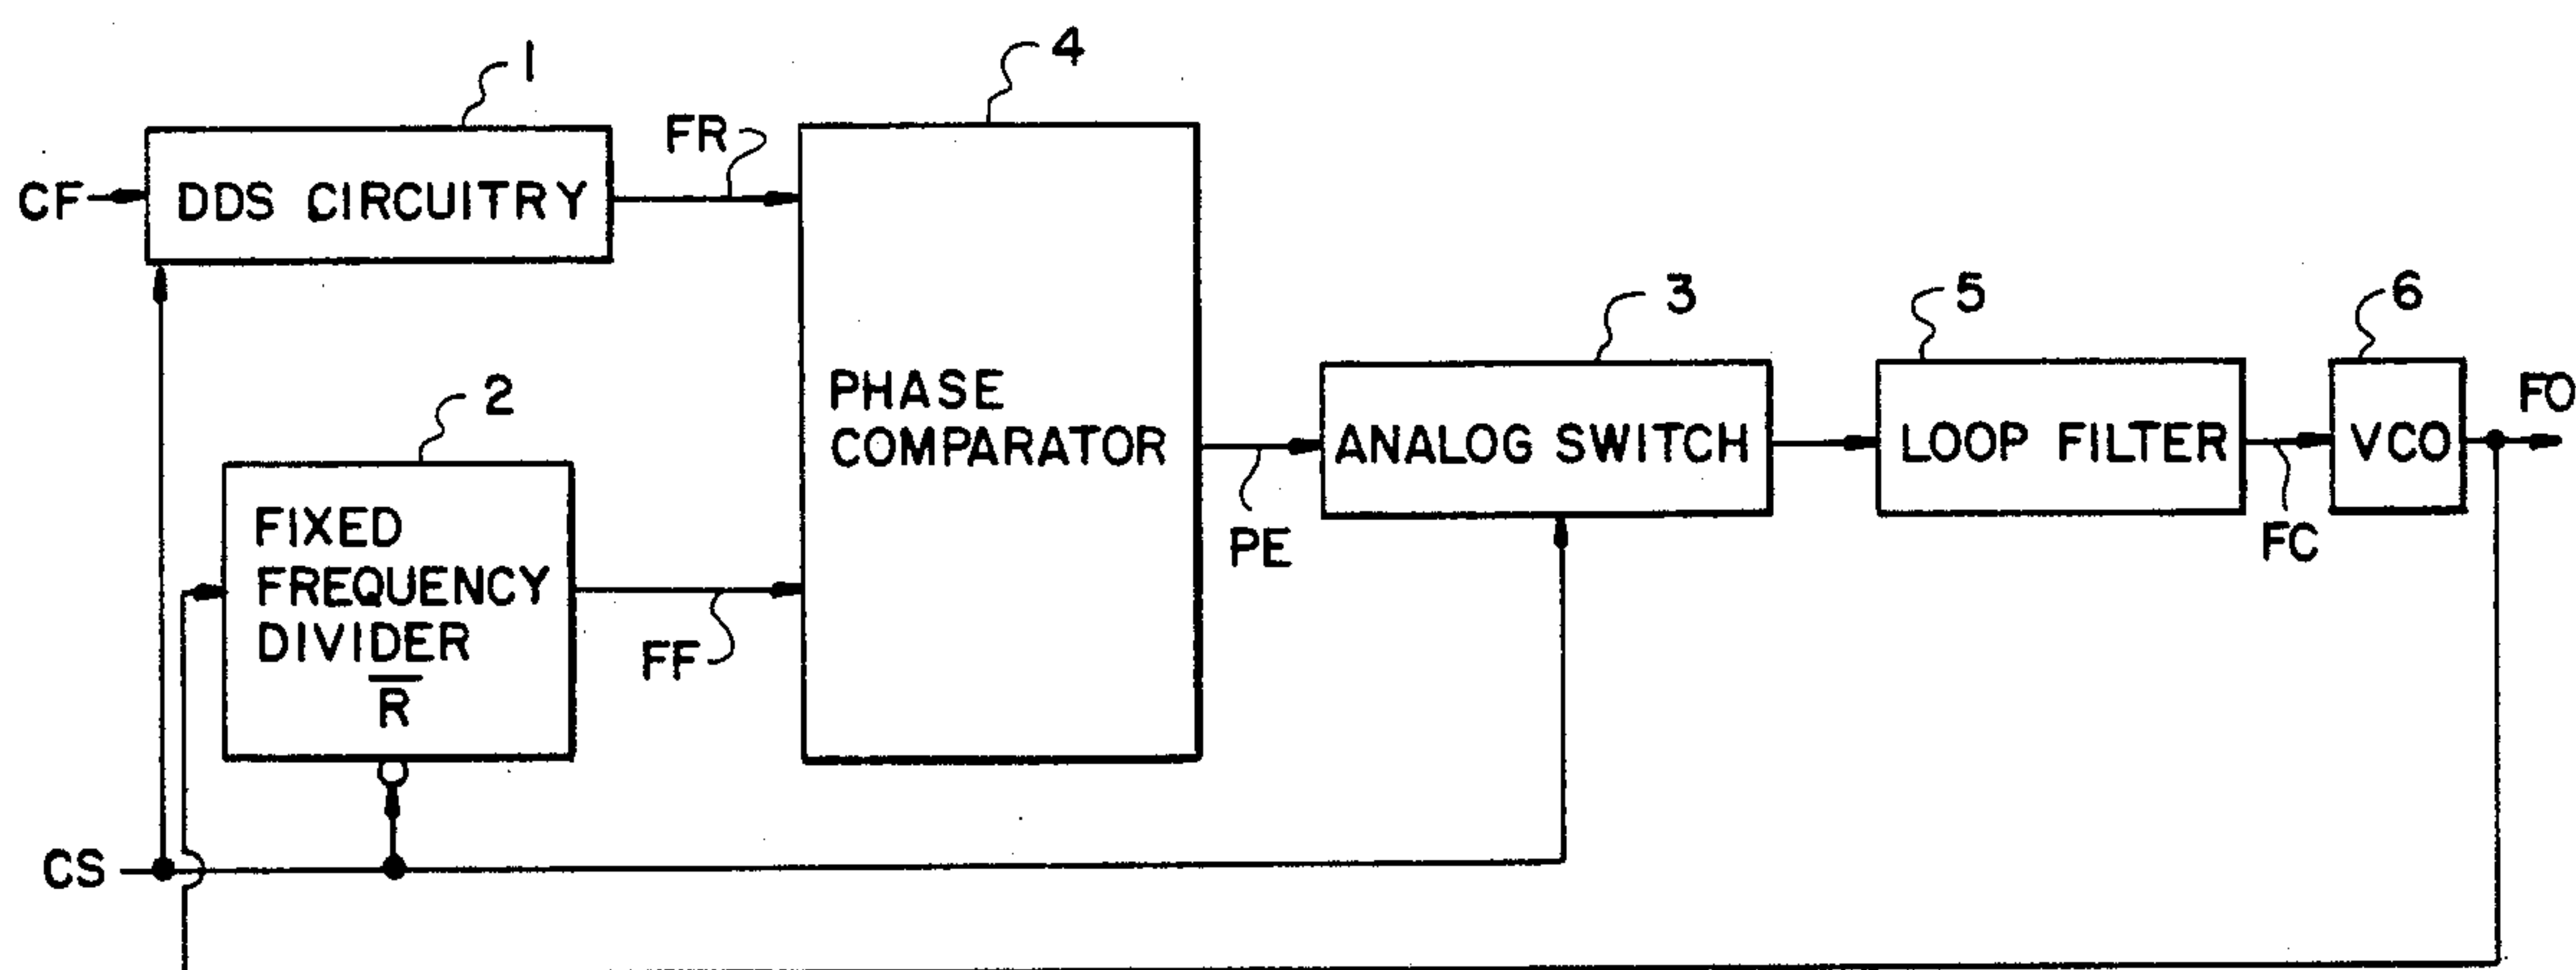 1
4
FR
CF
DDS CIRCUITRY
3
5
6
FO
2
PHASE
COMPARATOR
ANALOG SWITCH
LOOP FILTER
VCO
FIXED
FREQUENCY
DIVIDER
R̅
PE
FC
FF
CS